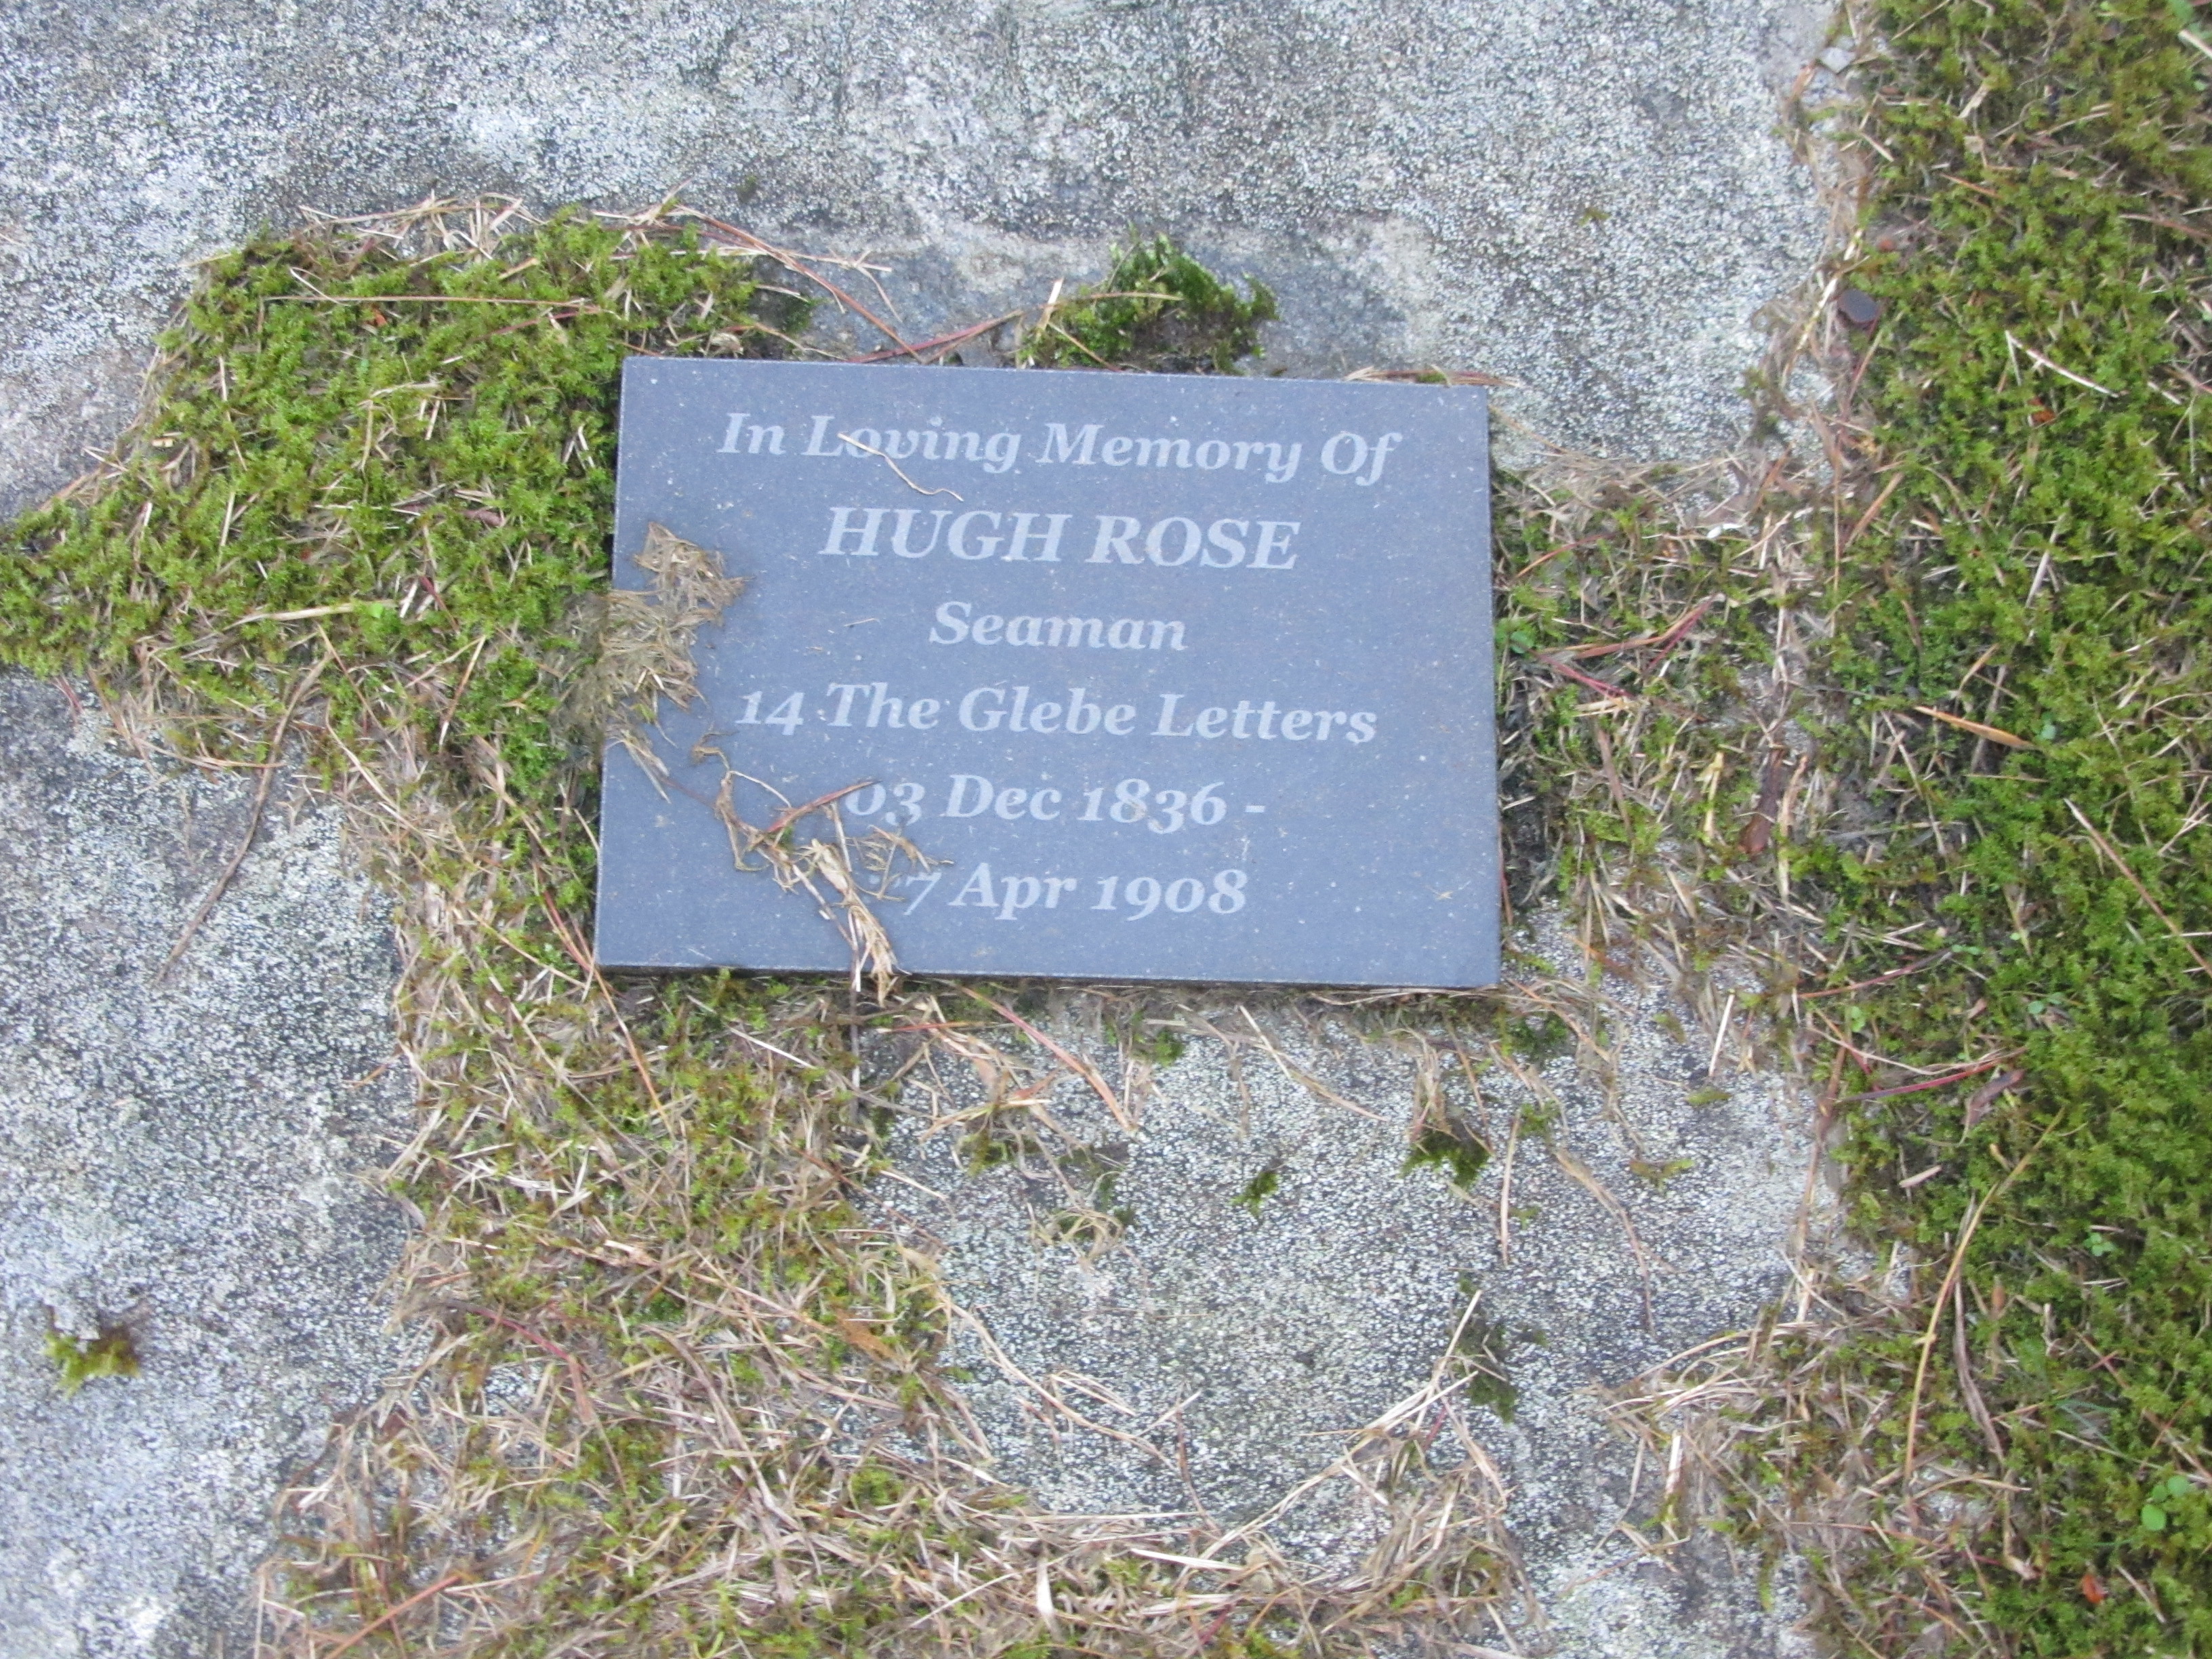 In Loving Memory Of
HUGH ROSE
Seaman
14 The Glebe Letters
03 Dec 1836 -
Apr 1908